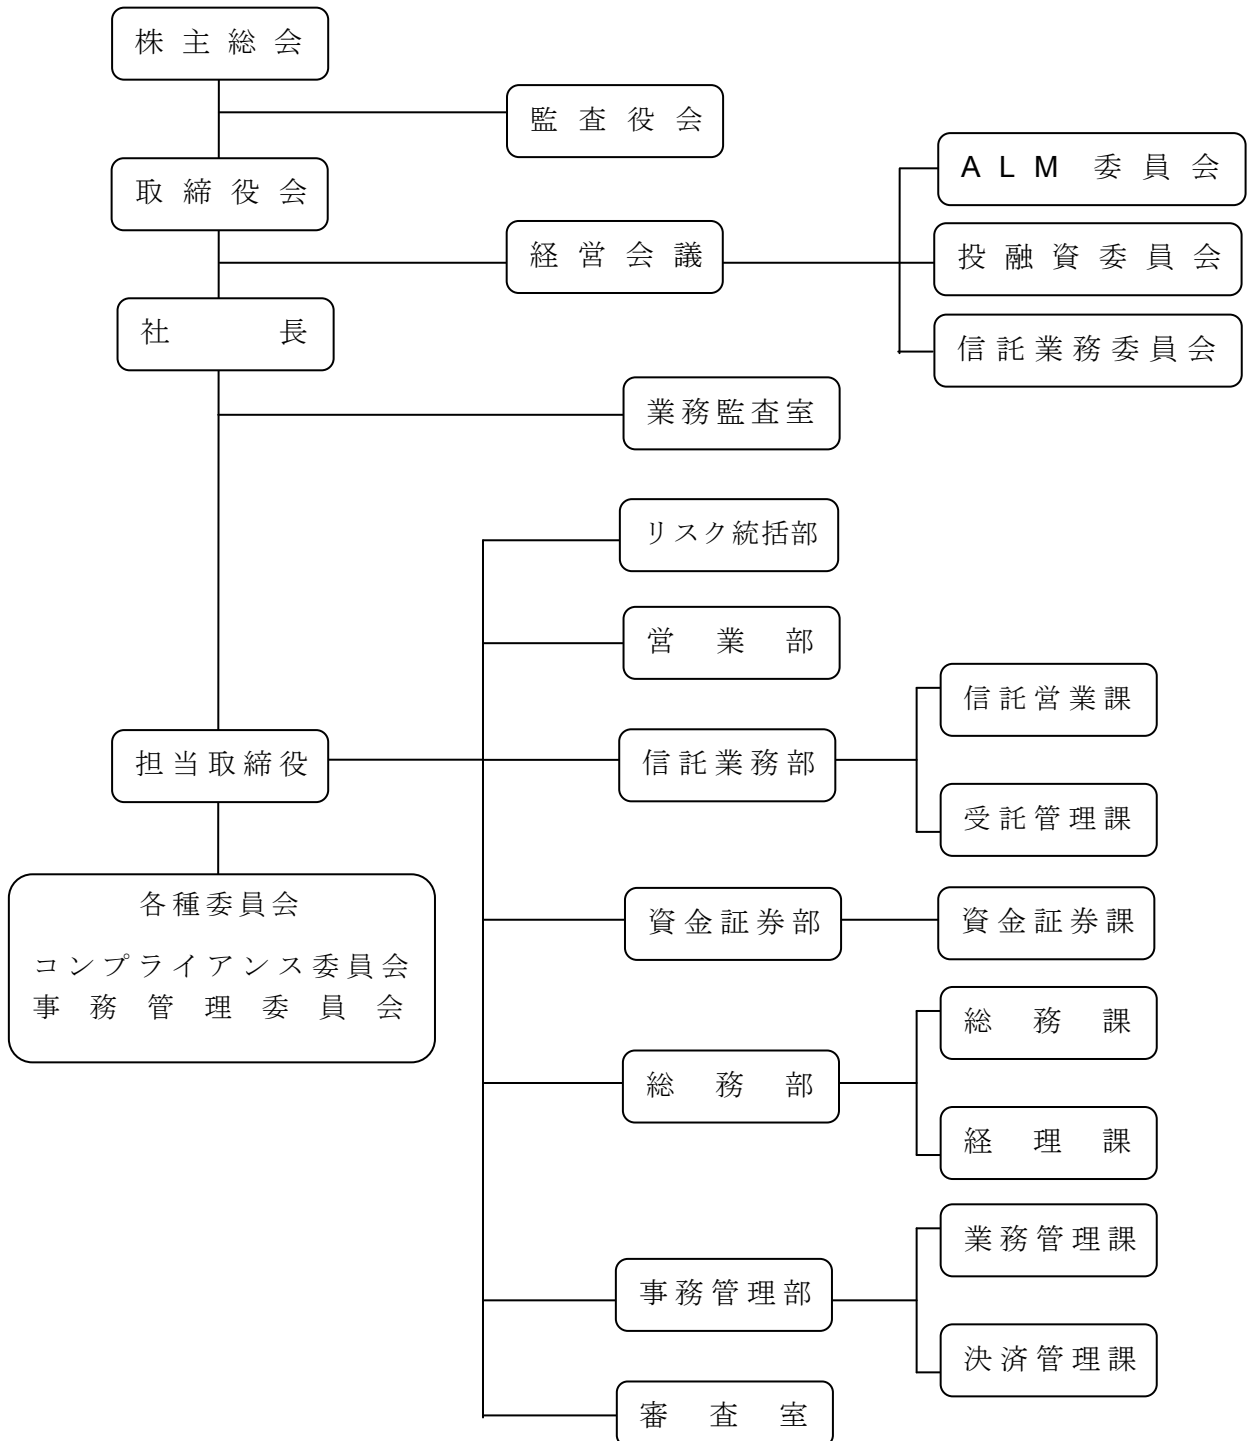 株主総会
監査役会
取締役会
ALM 委員会
経営会議
投融資委員会
社長
信託業務委員会
業務監査室
リスク統括部
営業部
信託営業課
担当取締役
信託業務部
受託管理課
各種委員会
コンプライアンス委員会
事務管理委員会
資金証券部
資金証券課
総務課
総務部
経理課
業務管理課
事務管理部
決済管理課
審査室